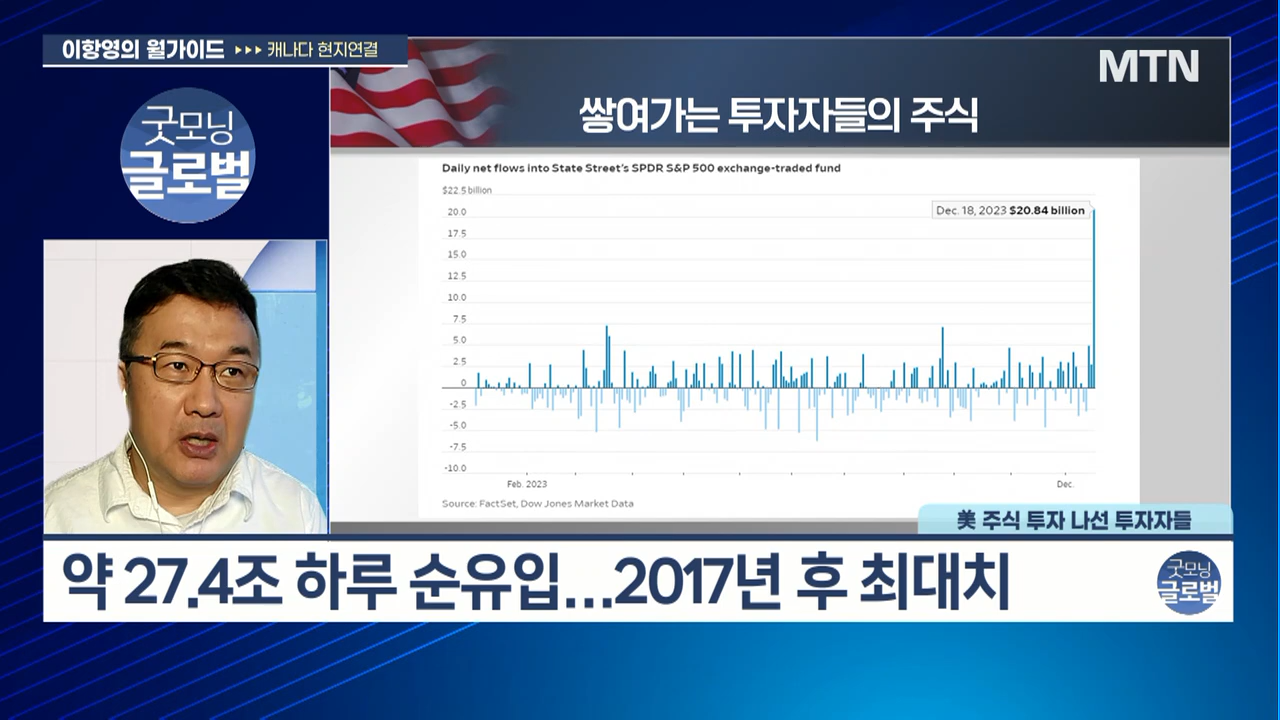 이항영의 월가이드 ▸▸▸ 캐나다 현지연결
MTN
굿모닝
글로벌
쌓여가는 투자자들의 주식
Daily net flows into State Street's SPDR S&P 500 exchange-traded fund
$22.5 billion
20.0
17.5
15.0
12.5
10.0
7.5
5.0
2.5
0
-2.5
-5.0
-7.5
-10.0
Dec. 18, 2023 $20.84 billion
Feb. 2023
Dec.
Source: FactSet, Dow Jones Market Data
美 주식 투자 나선 투자자들
약 27.4조 하루 순유입...2017년 후 최대치
굿모닝
글로벌